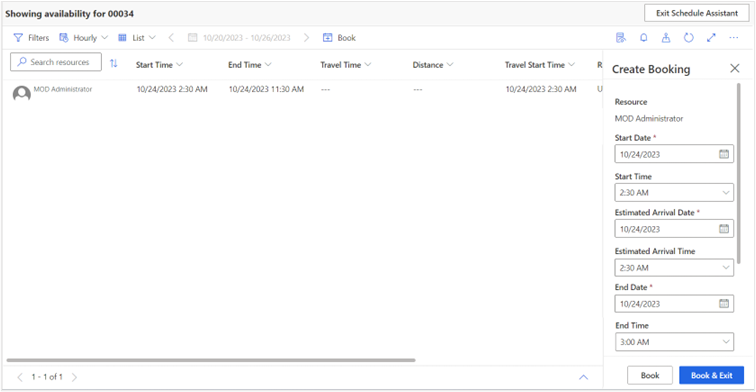 Showing availability for 00034
Exit Schedule Assistant
Filters Hourly List 10/20/2023 - 10/26/2023 Book
Search resources Start Time End Time Travel Time Distance Travel Start Time R
MOD Administrator 10/24/2023 2:30 AM 10/24/2023 11:30 AM --- --- 10/24/2023 2:30 AM U
1 - 1 of 1
Create Booking
Resource
MOD Administrator
Start Date *
10/24/2023
Start Time
2:30 AM
Estimated Arrival Date *
10/24/2023
Estimated Arrival Time
2:30 AM
End Date *
10/24/2023
End Time
3:00 AM
Book Book & Exit